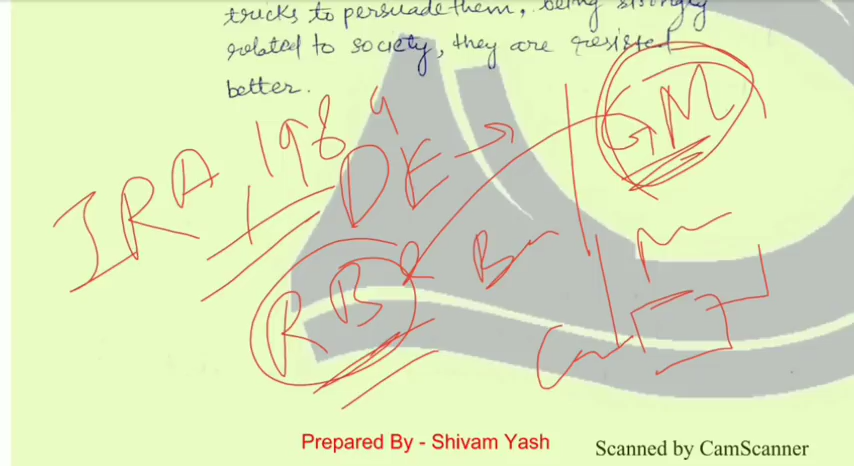 tricks to persuade them, being strongly
related to society, they are resisted
better.
IRA 1984
DE
GM
RB
Prepared By - Shivam Yash
Scanned by CamScanner